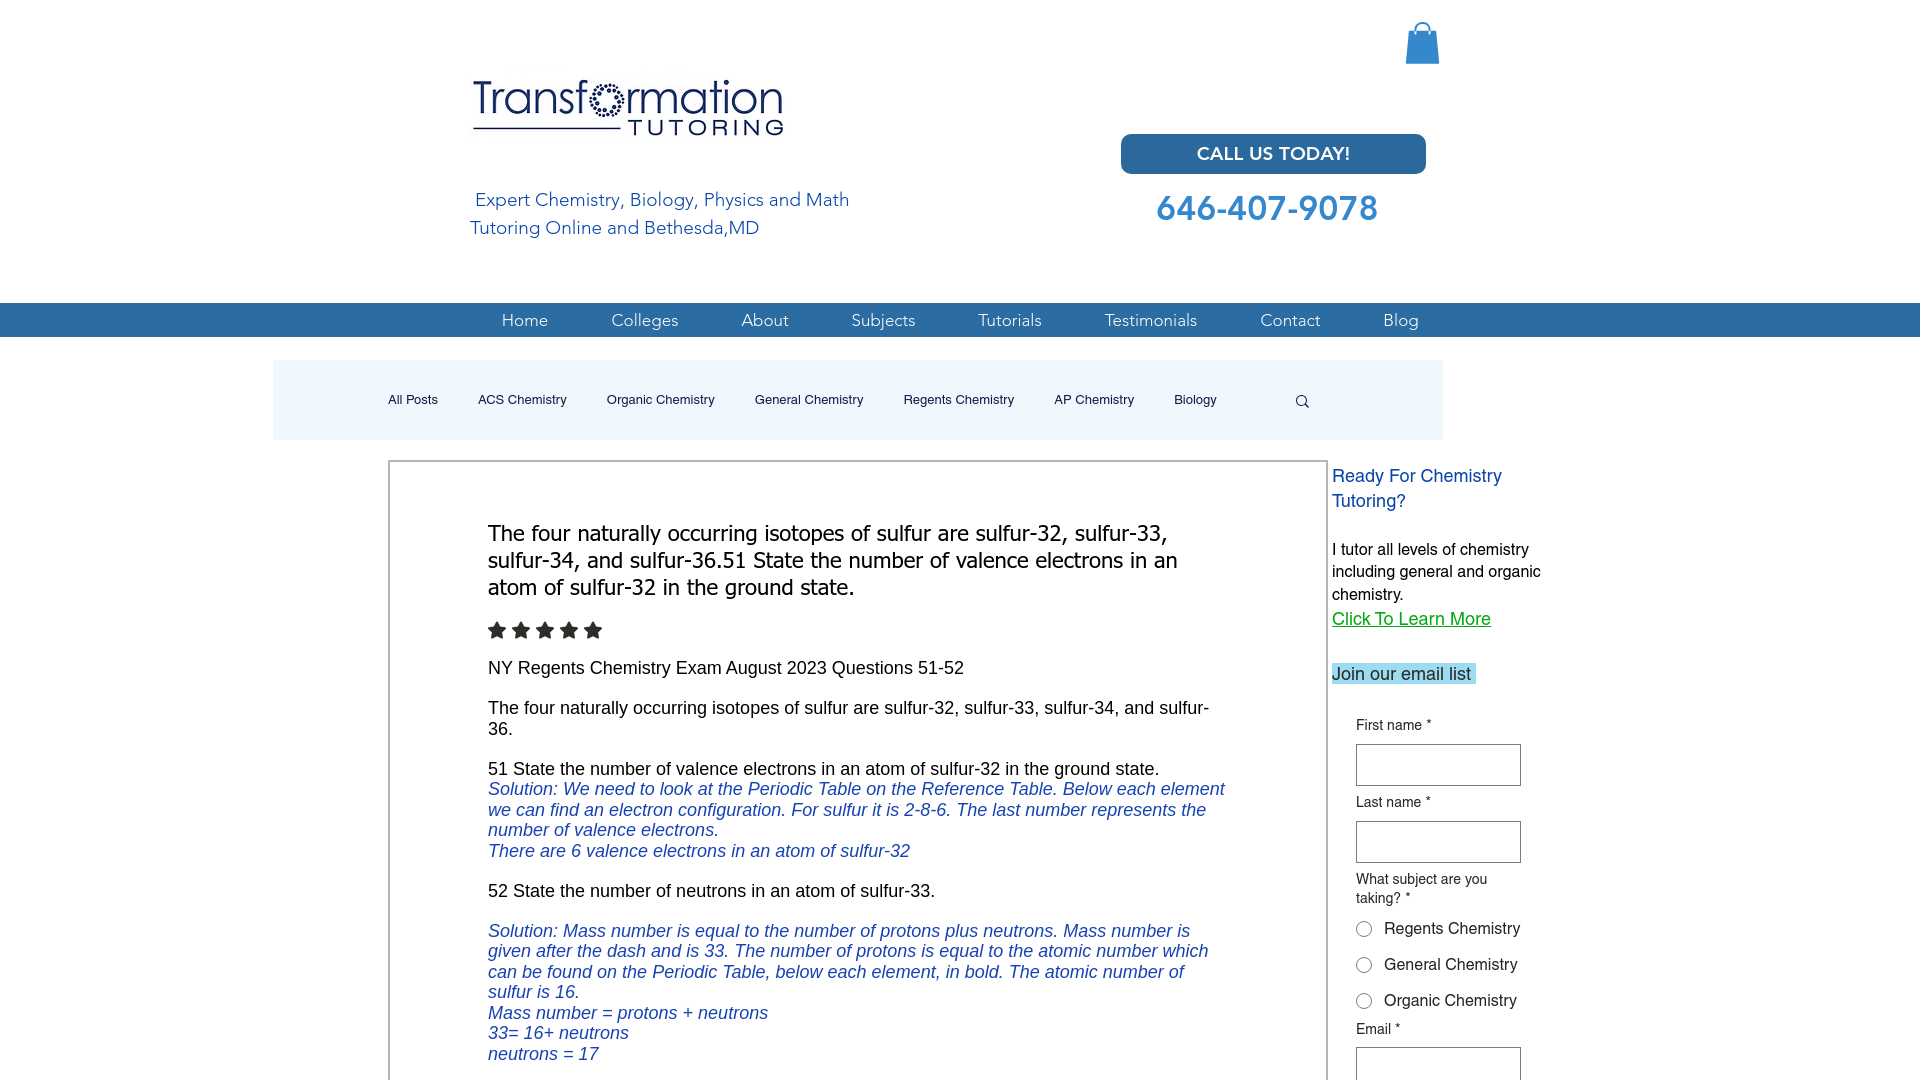 Transformation
TUTORING
CALL US TODAY!
Expert Chemistry, Biology, Physics and Math
Tutoring Online and Bethesda,MD
646-407-9078
Home Colleges About Subjects Tutorials Testimonials Contact Blog
All Posts ACS Chemistry Organic Chemistry General Chemistry Regents Chemistry AP Chemistry Biology
The four naturally occurring isotopes of sulfur are sulfur-32, sulfur-33,
sulfur-34, and sulfur-36.51 State the number of valence electrons in an
atom of sulfur-32 in the ground state.
NY Regents Chemistry Exam August 2023 Questions 51-52
The four naturally occurring isotopes of sulfur are sulfur-32, sulfur-33, sulfur-34, and sulfur-
36.
51 State the number of valence electrons in an atom of sulfur-32 in the ground state.
Solution: We need to look at the Periodic Table on the Reference Table. Below each element
we can find an electron configuration. For sulfur it is 2-8-6. The last number represents the
number of valence electrons.
There are 6 valence electrons in an atom of sulfur-32
52 State the number of neutrons in an atom of sulfur-33.
Solution: Mass number is equal to the number of protons plus neutrons. Mass number is
given after the dash and is 33. The number of protons is equal to the atomic number which
can be found on the Periodic Table, below each element, in bold. The atomic number of
sulfur is 16.
Mass number = protons + neutrons
33= 16+ neutrons
neutrons = 17
Ready For Chemistry
Tutoring?
I tutor all levels of chemistry
including general and organic
chemistry.
Click To Learn More
Join our email list
First name *
Last name *
What subject are you
taking? *
Regents Chemistry
General Chemistry
Organic Chemistry
Email *